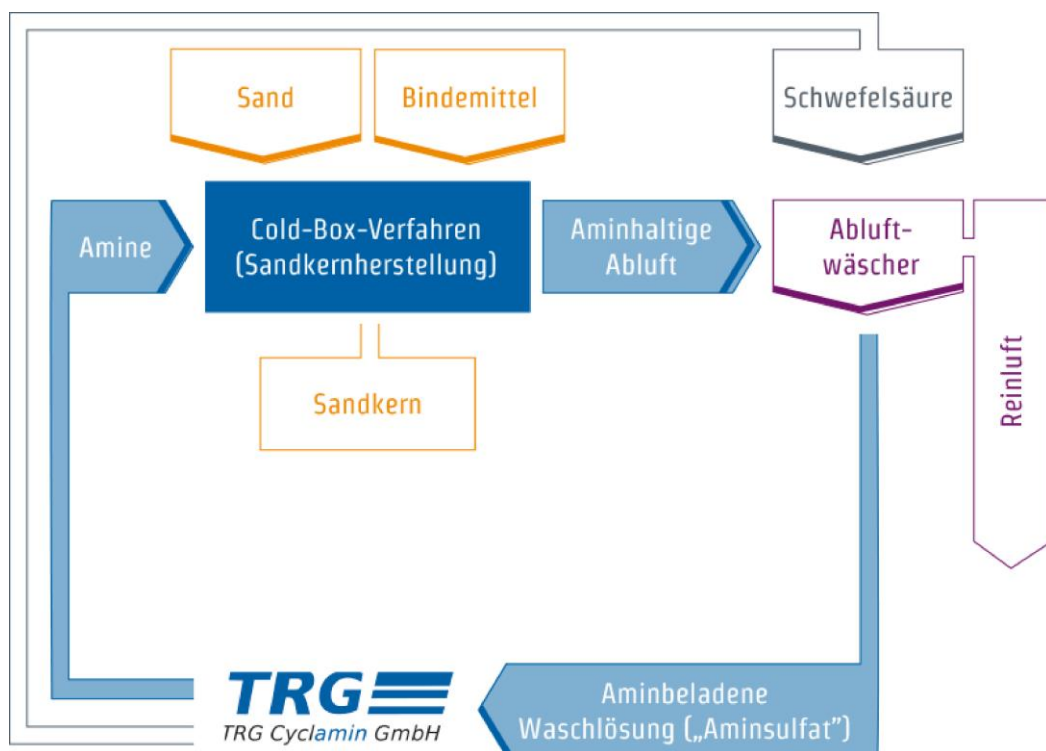 Sand
Bindemittel
Schwefelsäure
Amine
Cold-Box-Verfahren
(Sandkernherstellung)
Aminhaltige
Abluft
Abluft-
wäscher
Sandkern
Reinluft
TRG
TRG Cyclamin GmbH
Aminbeladene
Waschlösung („Aminsulfat”)